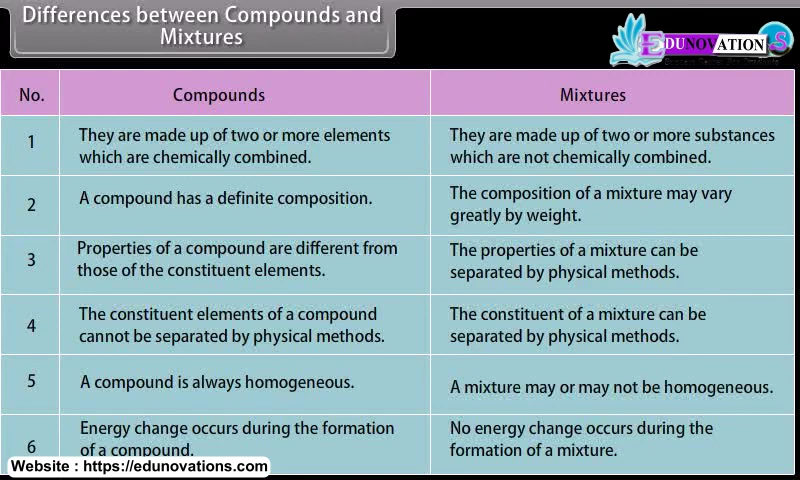 Differences between Compounds and
Mixtures
EDUNOVATION S
No. Compounds Mixtures
1 They are made up of two or more elements
which are chemically combined.
They are made up of two or more substances
which are not chemically combined.
2 A compound has a definite composition.
The composition of a mixture may vary
greatly by weight.
3 Properties of a compound are different from
those of the constituent elements.
The properties of a mixture can be
separated by physical methods.
4 The constituent elements of a compound
cannot be separated by physical methods.
The constituent of a mixture can be
separated by physical methods.
5 A compound is always homogeneous.
A mixture may or may not be homogeneous.
6 Energy change occurs during the formation
of a compound.
No energy change occurs during the
formation of a mixture.
Website : https://edunovations.com